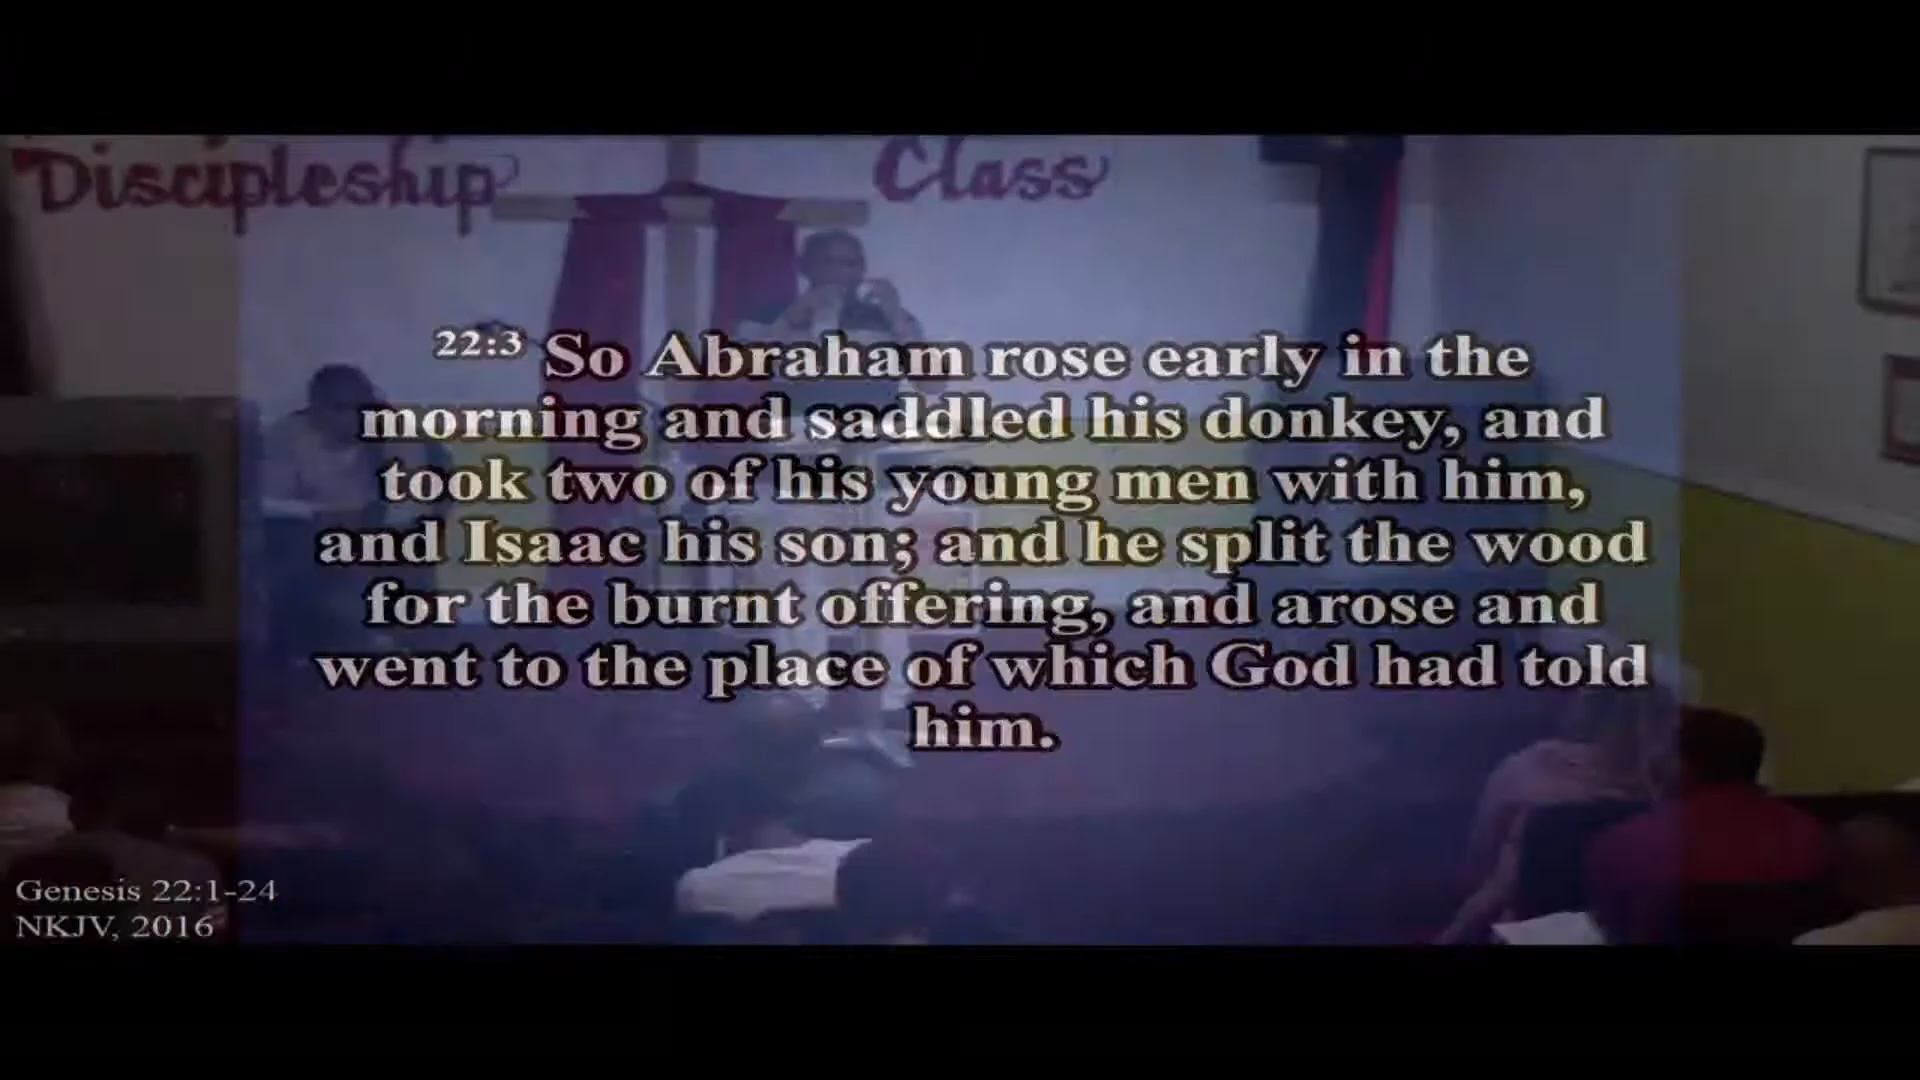 Discipleship Class
22:3 So Abraham rose early in the
morning and saddled his donkey, and
took two of his young men with him,
and Isaac his son; and he split the wood
for the burnt offering, and arose and
went to the place of which God had told
him.
Genesis 22:1-24
NKJV, 2016